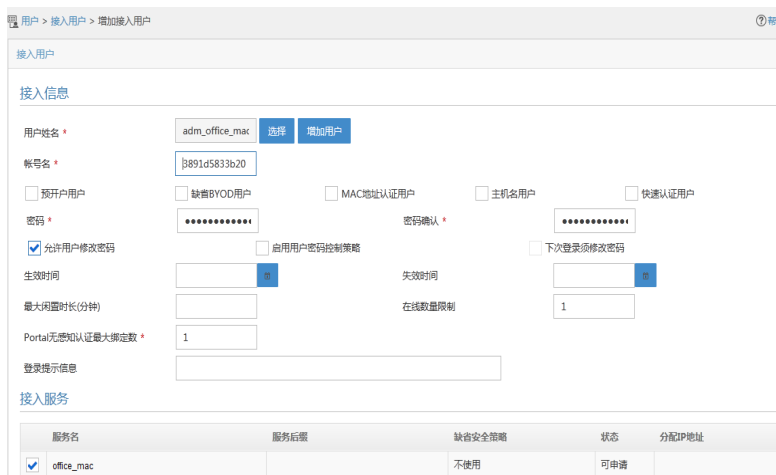 用户 > 接入用户 > 增加接入用户 帮
接入用户
接入信息
用户姓名 * adm_office_mac 选择 增加用户
帐号名 * 3891d5833b20
预开户用户 缺省BYOD用户 MAC地址认证用户 主机名用户 快速认证用户
密码 * 密码确认 *
允许用户修改密码 启用用户密码控制策略 下次登录须修改密码
生效时间 失效时间
最大闲置时长(分钟) 在线数量限制 1
Portal无感知认证最大绑定数 * 1
登录提示信息
接入服务
服务名 服务后缀 缺省安全策略 状态 分配IP地址
office_mac 不使用 可申请